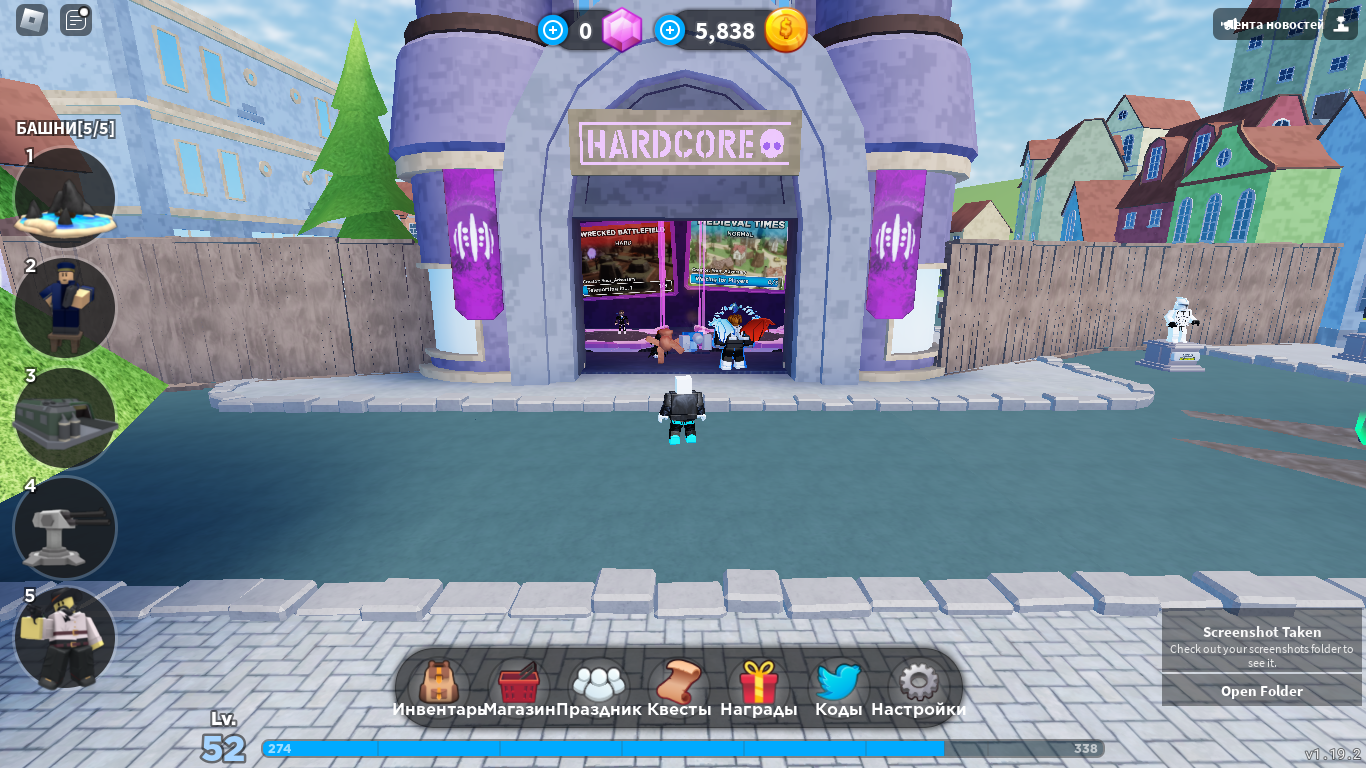 0
5,838
Лента новостей
БАШНИ[5/5]
1
2
3
4
5
HARDCORE
WRECKED BATTLEFIELD
HARD
MEDIEVAL TIMES
NORMAL
Screenshot Taken
Check out your screenshots folder to
see it.
Open Folder
Инвентарь
Магазин
Праздник
Квесты
Награды
Коды
Настройки
Lv.
52
274
338
v1.19.2